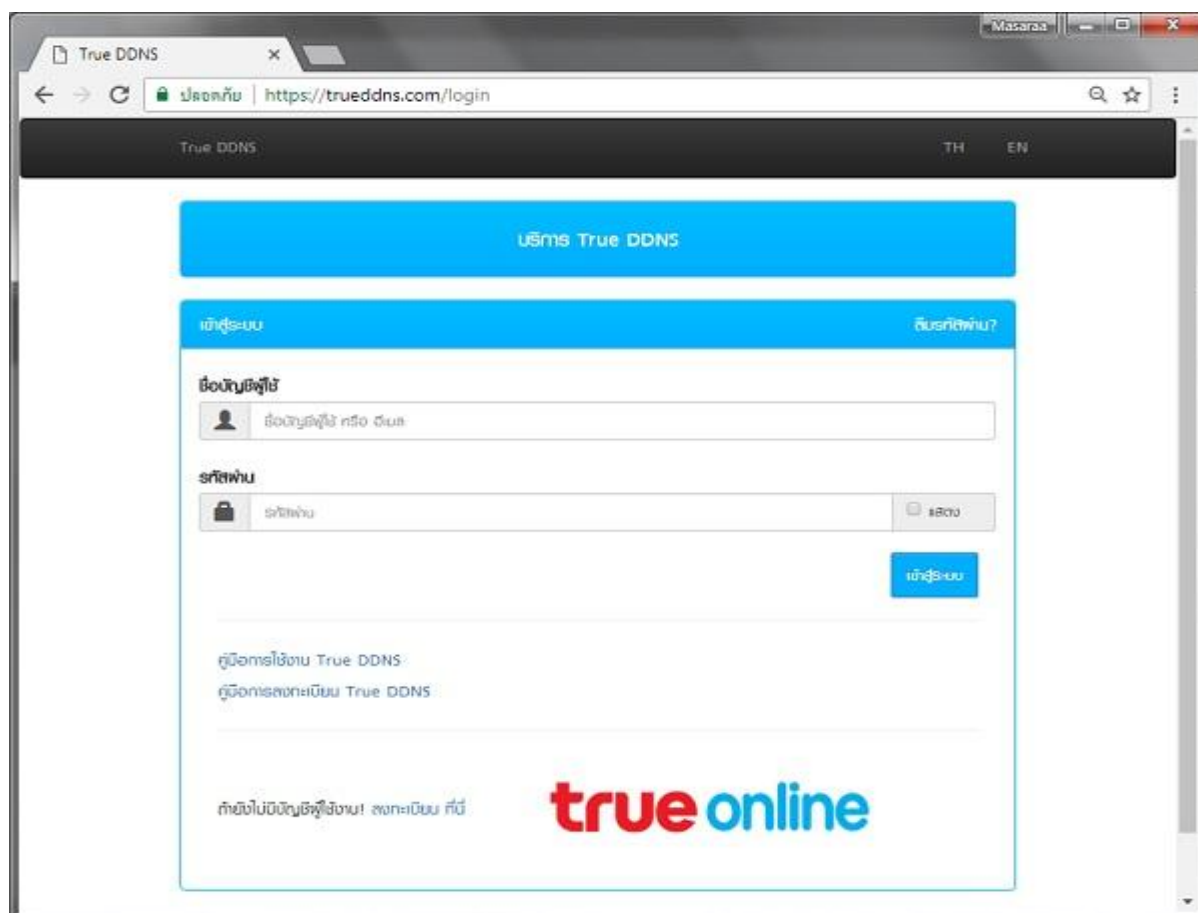 Masaraa
True DDNS
ปลอดภัย | https://trueddns.com/login
True DDNS TH EN
บริการ True DDNS
เข้าสู่ระบบ ลืมรหัสผ่าน?
ชื่อบัญชีผู้ใช้
ชื่อบัญชีผู้ใช้ หรือ อีเมล
รหัสผ่าน
รหัสผ่าน แสดง
เข้าสู่ระบบ
คู่มือการใช้งาน True DDNS
คู่มือการลงทะเบียน True DDNS
ถ้ายังไม่มีบัญชีผู้ใช้งาน! ลงทะเบียน ที่นี่
true online